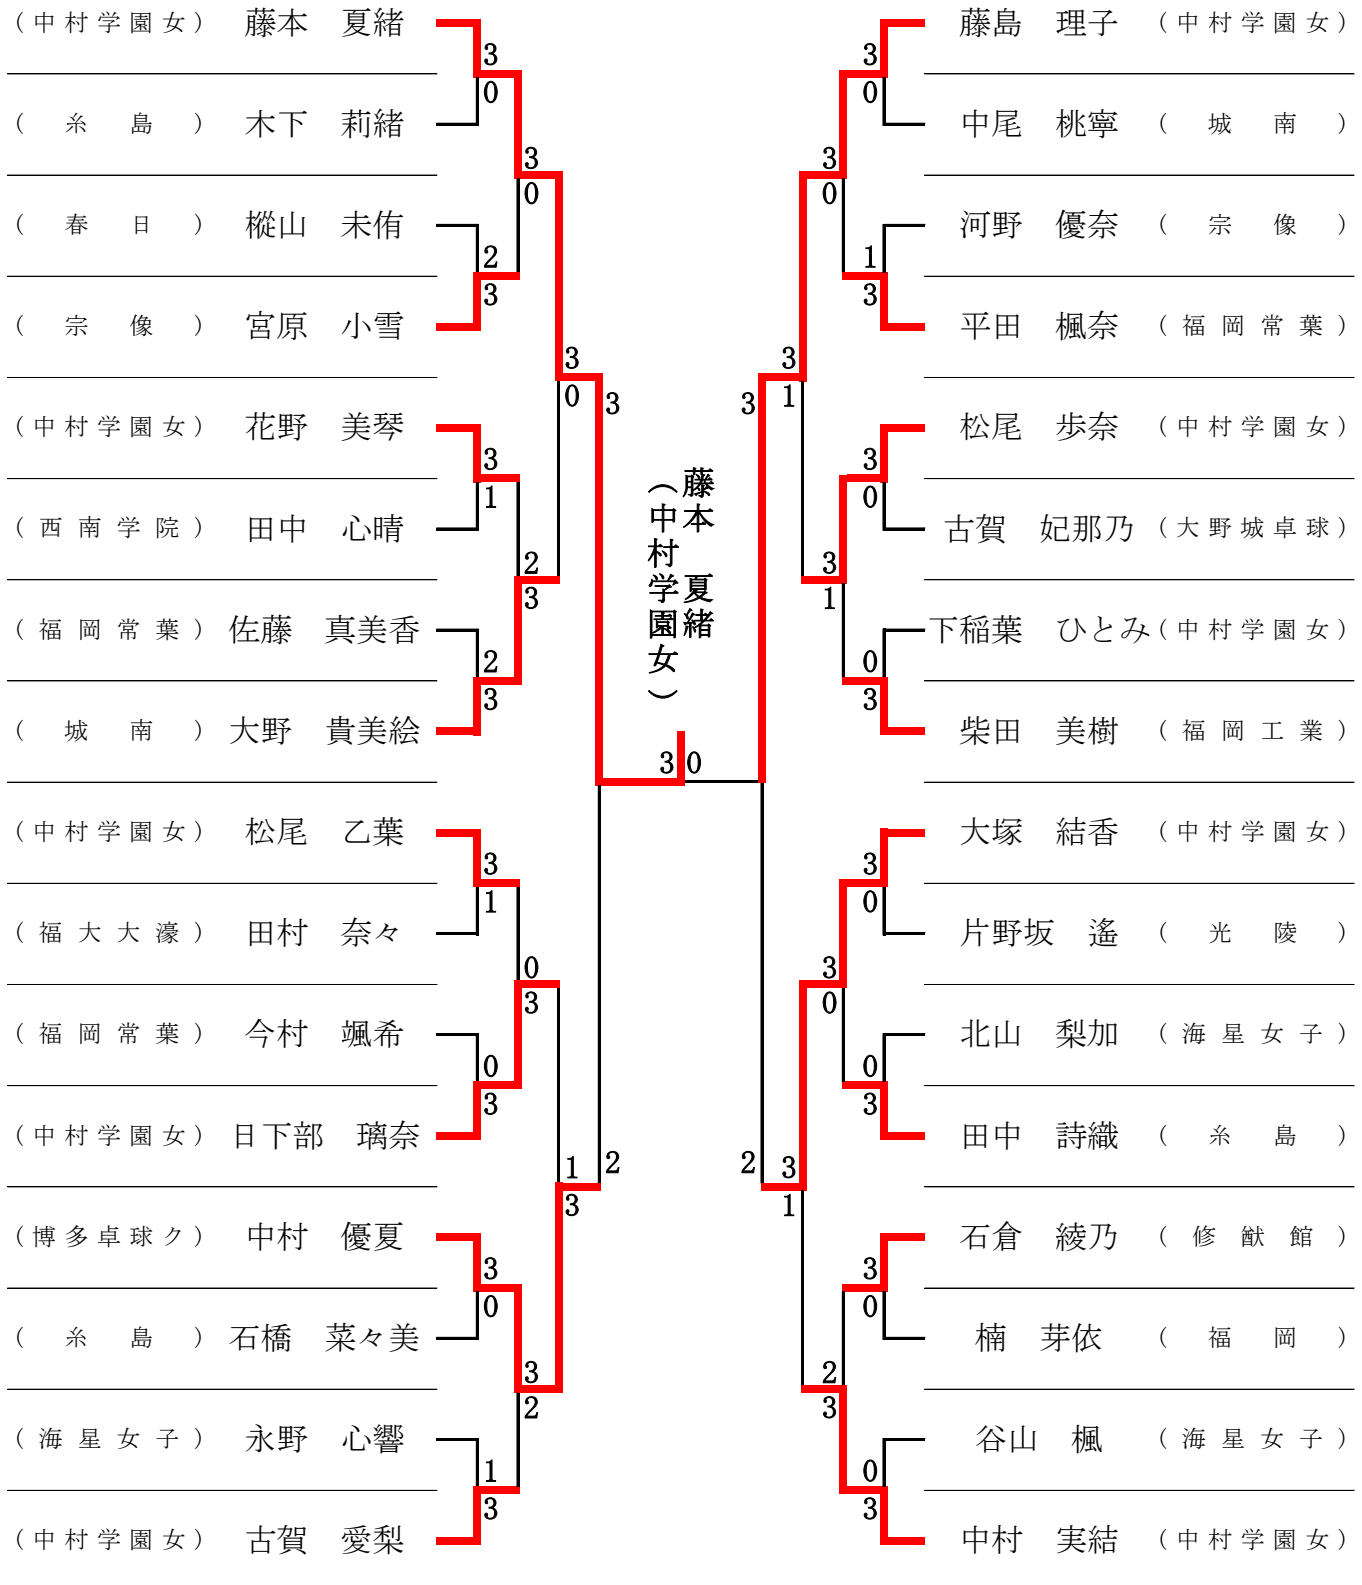 (中村学園女) 藤本 夏緒
3
0
(糸島) 木下 莉緒
3
0
(春日) 樅山 未侑
2
3
(宗像) 宮原 小雪
3
0
3
(中村学園女) 花野 美琴
3
1
(西南学院) 田中 心晴
2
3
(福岡常葉) 佐藤 真美香
2
3
(城南) 大野 貴美絵
(中村学園女) 松尾 乙葉
3
1
(福大大濠) 田村 奈々
0
3
(福岡常葉) 今村 颯希
0
3
(中村学園女) 日下部 璃奈
1
3
2
(博多卓球ク) 中村 優夏
3
0
(糸島) 石橋 菜々美
3
2
(海星女子) 永野 心響
1
3
(中村学園女) 古賀 愛梨
藤本 夏緒
(中村学園女)
3 0
藤島 理子 (中村学園女)
3
0
中尾 桃寧 (城南)
3
0
河野 優奈 (宗像)
1
3
平田 楓奈 (福岡常葉)
3
1
3
松尾 歩奈 (中村学園女)
3
0
古賀 妃那乃 (大野城卓球)
3
1
下稲葉 ひとみ (中村学園女)
0
3
柴田 美樹 (福岡工業)
大塚 結香 (中村学園女)
3
0
片野坂 遙 (光陵)
3
0
北山 梨加 (海星女子)
0
3
田中 詩織 (糸島)
2
3
1
石倉 綾乃 (修猷館)
3
0
楠 芽依 (福岡)
2
3
谷山 楓 (海星女子)
0
3
中村 実結 (中村学園女)